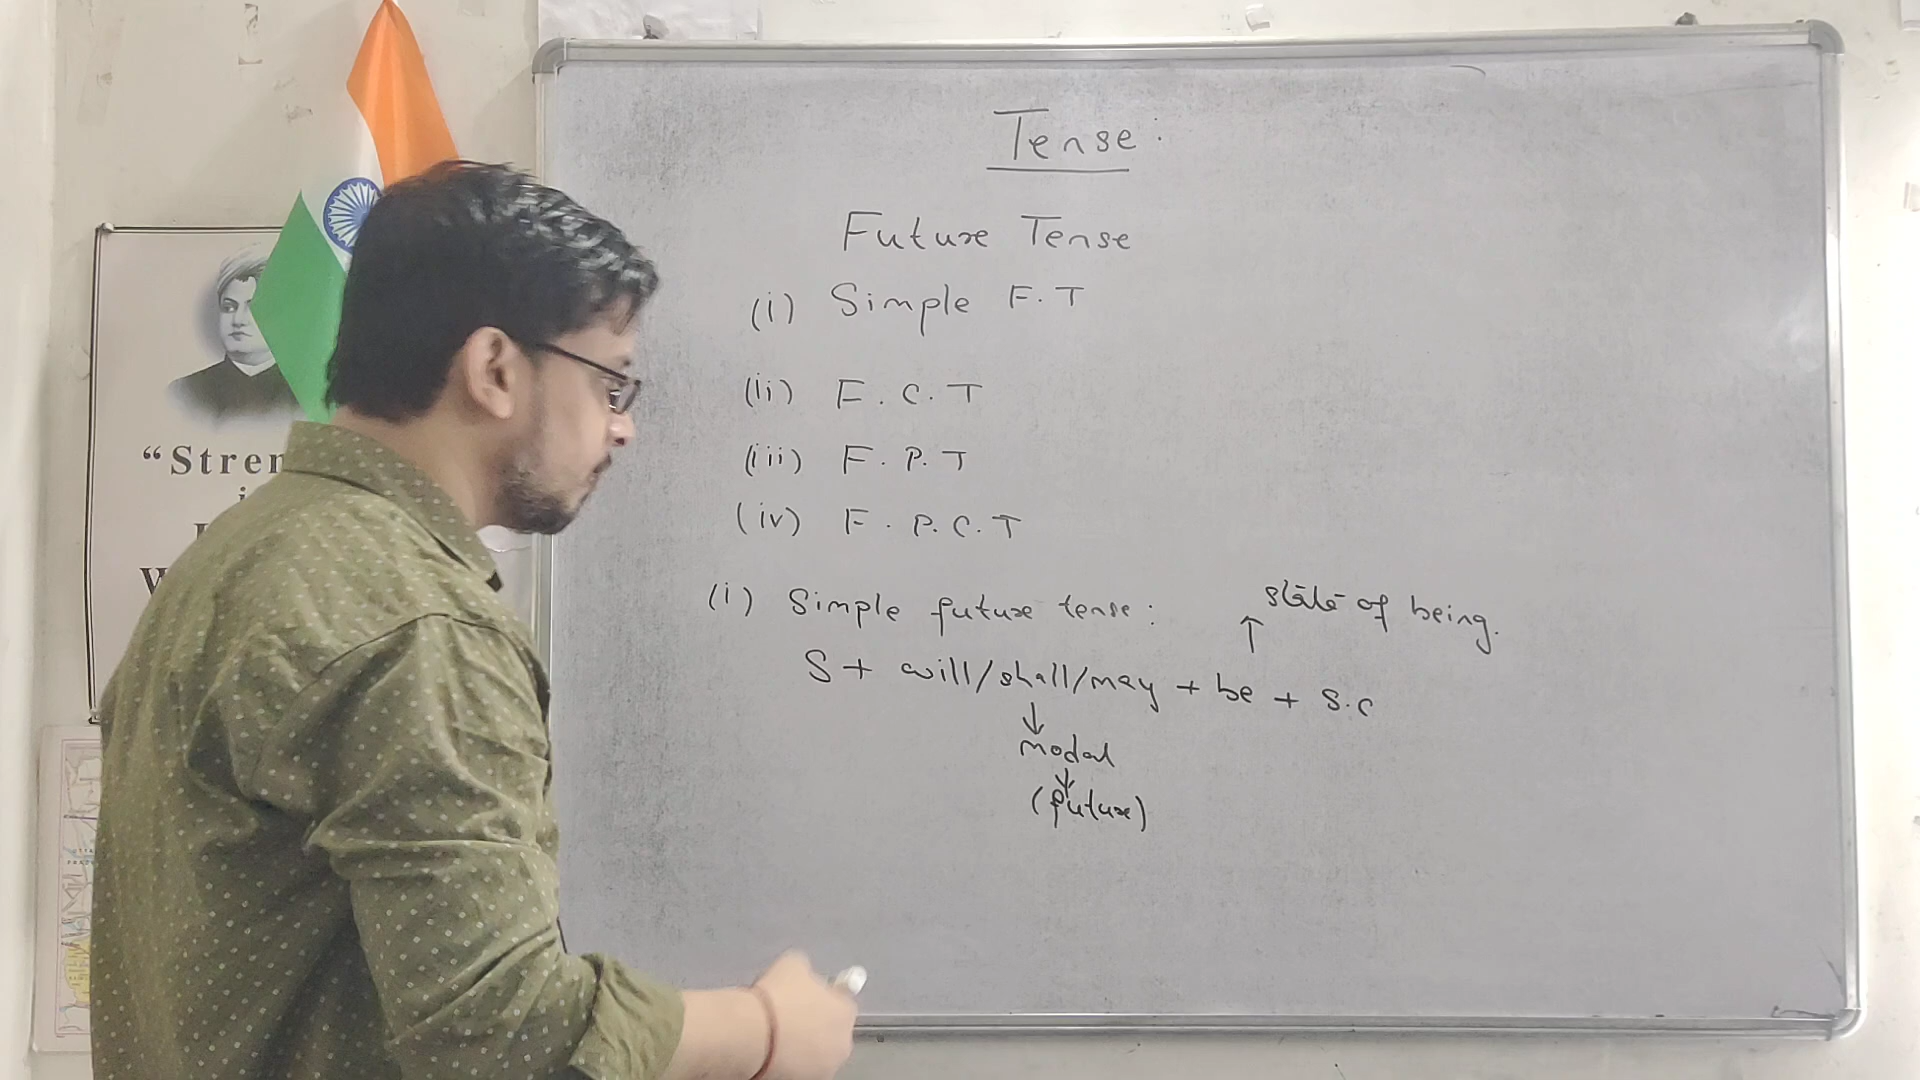 Tense:
Future Tense
(i) Simple F.T
(ii) F.C.T
(iii) F.P.T
(iv) F.P.C.T
(i) Simple future tense:
state of being.
↑
S + will/shall/may + be + S.C
↓
modal
↓
(future)
"Stren